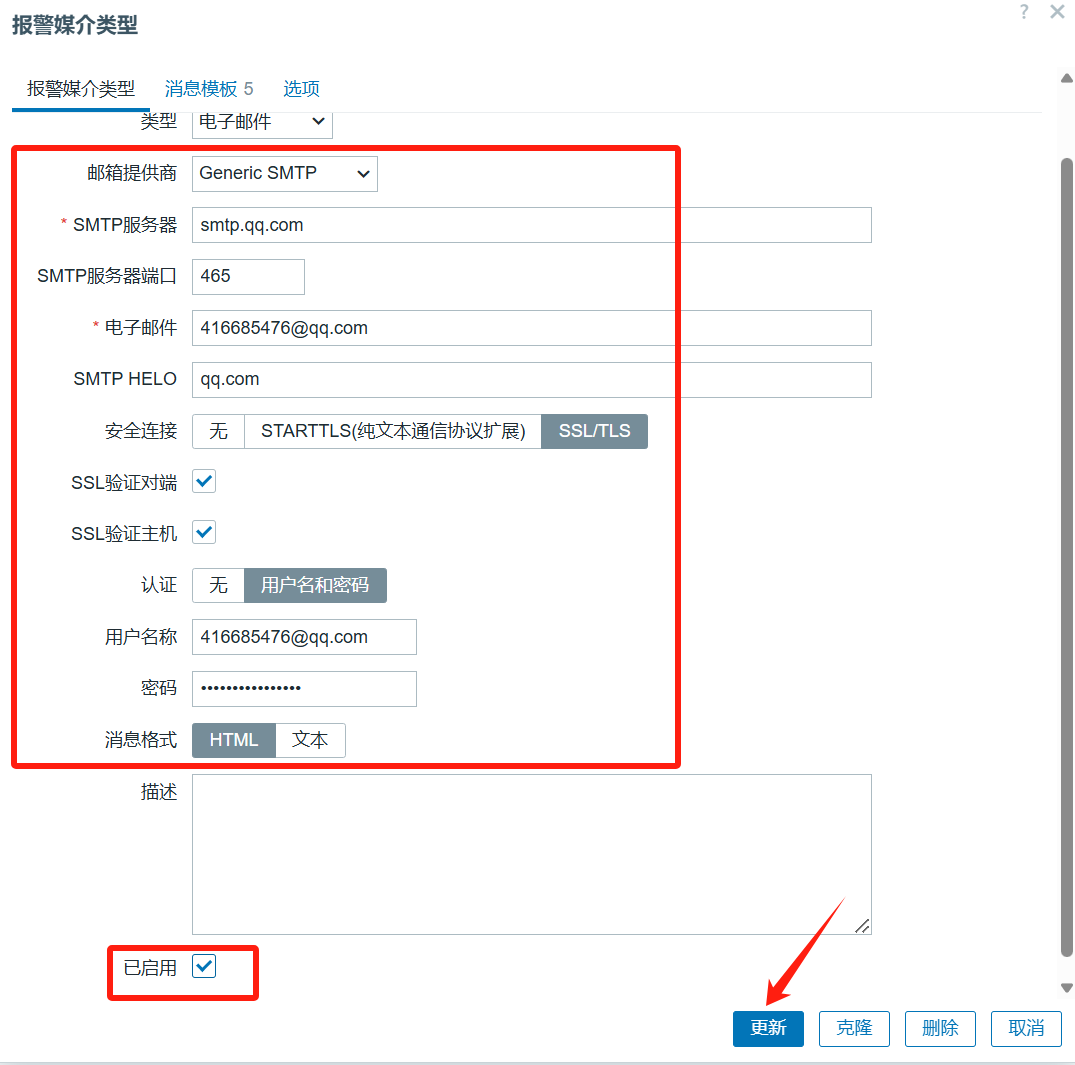 报警媒介类型
?
报警媒介类型 消息模板 5 选项
类型 电子邮件
邮箱提供商 Generic SMTP
* SMTP服务器 smtp.qq.com
SMTP服务器端口 465
* 电子邮件 416685476@qq.com
SMTP HELO qq.com
安全连接 无 STARTTLS(纯文本通信协议扩展) SSL/TLS
SSL验证对端
SSL验证主机
认证 无 用户名和密码
用户名称 416685476@qq.com
密码 ••••••••••••••••
消息格式 HTML 文本
描述
已启用
更新 克隆 删除 取消